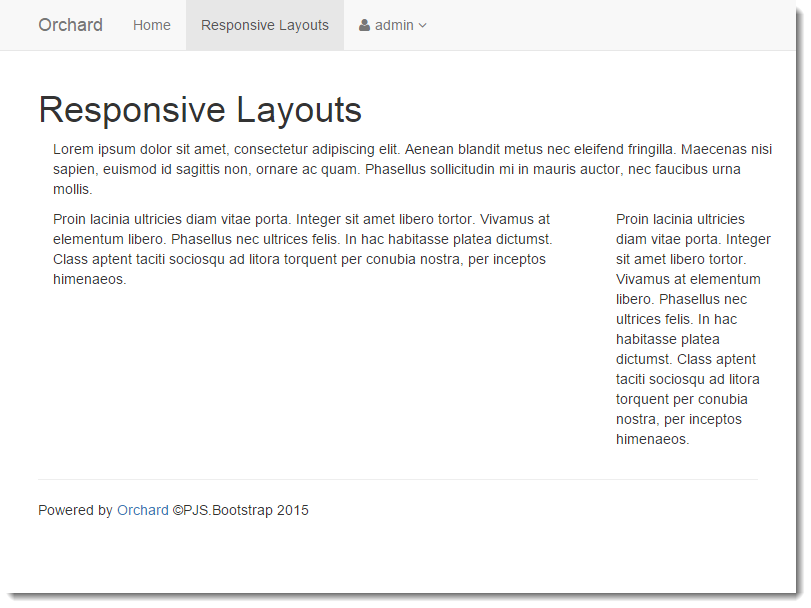 Orchard Home Responsive Layouts admin
Responsive Layouts
Lorem ipsum dolor sit amet, consectetur adipiscing elit. Aenean blandit metus nec eleifend fringilla. Maecenas nisi
sapien, euismod id sagittis non, ornare ac quam. Phasellus sollicitudin mi in mauris auctor, nec faucibus urna
mollis.
Proin lacinia ultricies diam vitae porta. Integer sit amet libero tortor. Vivamus at
elementum libero. Phasellus nec ultrices felis. In hac habitasse platea dictumst.
Class aptent taciti sociosqu ad litora torquent per conubia nostra, per inceptos
himenaeos.
Proin lacinia ultricies
diam vitae porta. Integer
sit amet libero tortor.
Vivamus at elementum
libero. Phasellus nec
ultrices felis. In hac
habitasse platea
dictumst. Class aptent
taciti sociosqu ad litora
torquent per conubia
nostra, per inceptos
himenaeos.
Powered by Orchard ©PJS.Bootstrap 2015